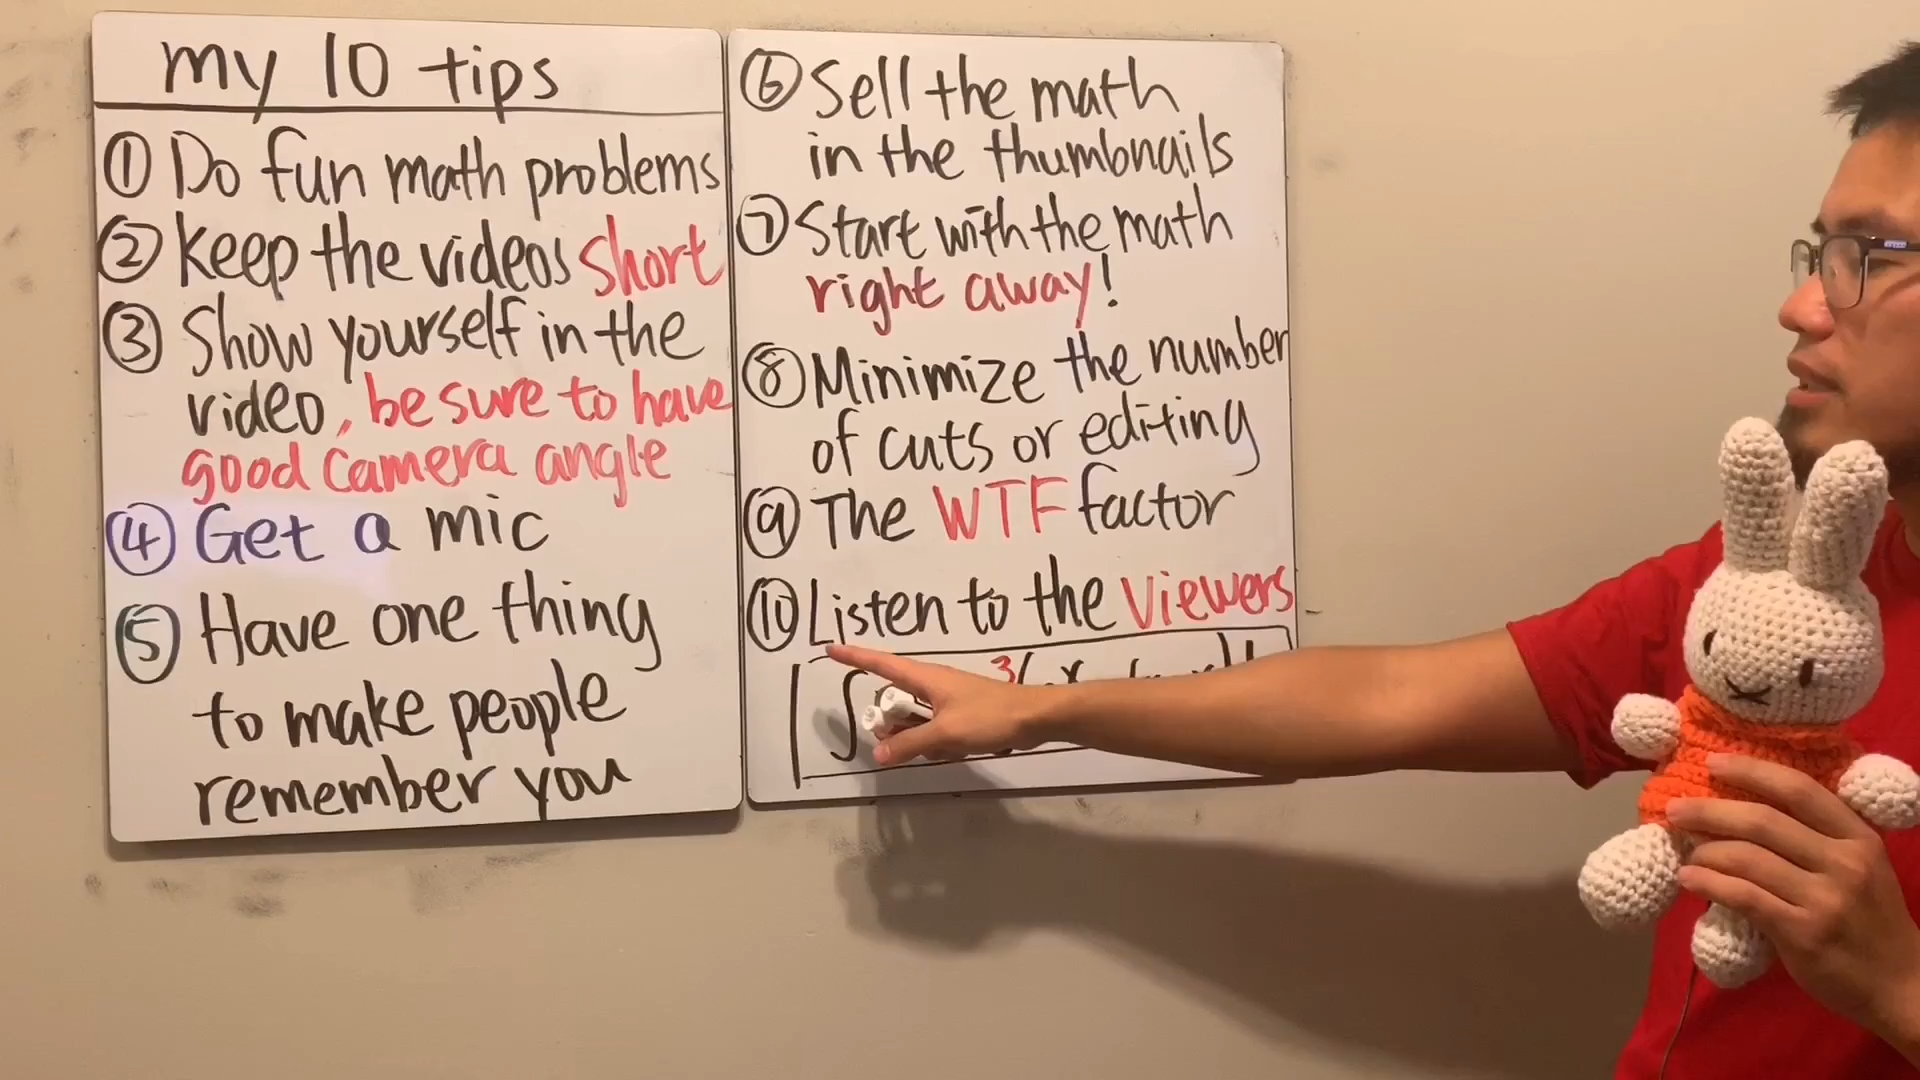 my 10 tips
① Do fun math problems
② Keep the videos short
③ Show yourself in the
video, be sure to have
good camera angle
④ Get a mic
⑤ Have one thing
to make people
remember you
⑥ Sell the math
in the thumbnails
⑦ Start with the math
right away!
⑧ Minimize the number
of cuts or editing
⑨ The WTF factor
⑩ Listen to the viewers
∫